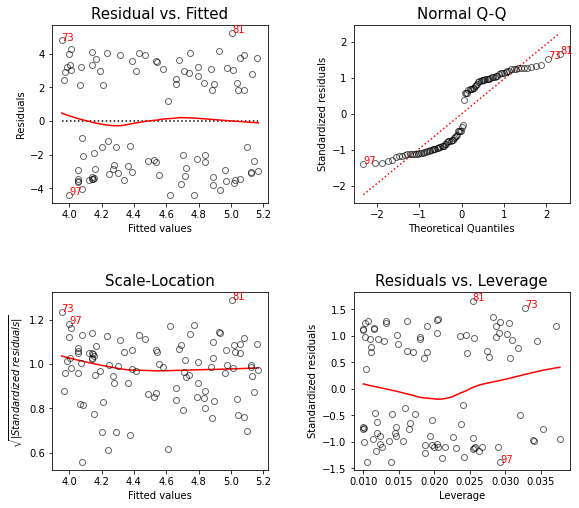 Residual vs. Fitted
Normal Q-Q
Residuals
4
2
0
−2
−4
73
81
97
4.0 4.2 4.4 4.6 4.8 5.0 5.2
Fitted values
Standardized residuals
2
1
0
−1
−2
81
73
97
−2 −1 0 1 2
Theoretical Quantiles
Scale-Location
Residuals vs. Leverage
√|Standardized residuals|
1.2
1.0
0.8
0.6
81
73
97
4.0 4.2 4.4 4.6 4.8 5.0 5.2
Fitted values
Standardized residuals
1.5
1.0
0.5
0.0
−0.5
−1.0
−1.5
81
73
97
0.010 0.015 0.020 0.025 0.030 0.035
Leverage